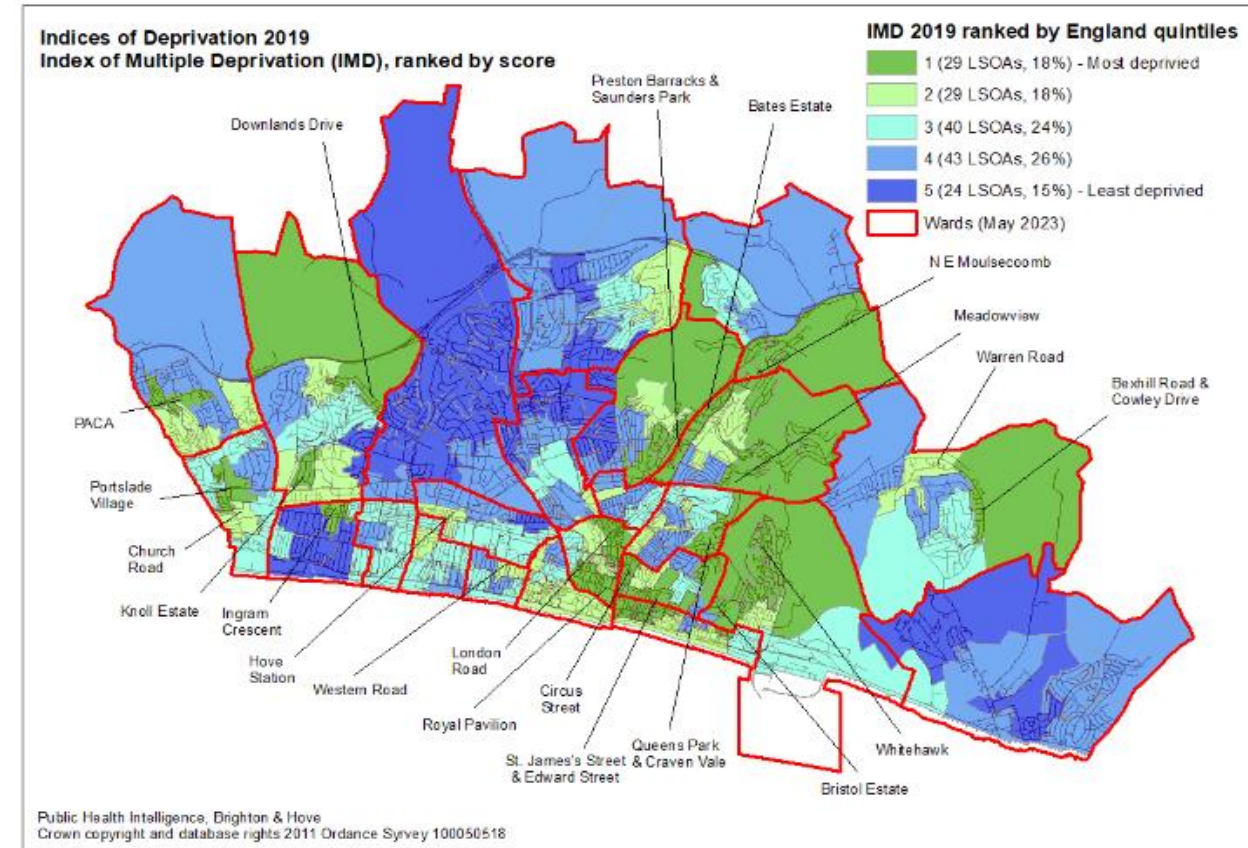 Indices of Deprivation 2019
Index of Multiple Deprivation (IMD), ranked by score
IMD 2019 ranked by England quintiles
1 (29 LSOAs, 18%) - Most deprivied
2 (29 LSOAs, 18%)
3 (40 LSOAs, 24%)
4 (43 LSOAs, 26%)
5 (24 LSOAs, 15%) - Least deprivied
Wards (May 2023)
Preston Barracks &
Saunders Park
Bates Estate
Downlands Drive
N E Moulsecoomb
Meadowview
Warren Road
Bexhill Road &
Cowley Drive
PACA
Portslade
Village
Church
Road
Knoll Estate
Ingram
Crescent
Hove
Station
Western Road
London
Road
Royal Pavilion
Circus
Street
St. James's Street
& Edward Street
Queens Park
& Craven Vale
Whitehawk
Bristol Estate
Public Health Intelligence, Brighton & Hove
Crown copyright and database rights 2011 Ordance Syrvey 100050518